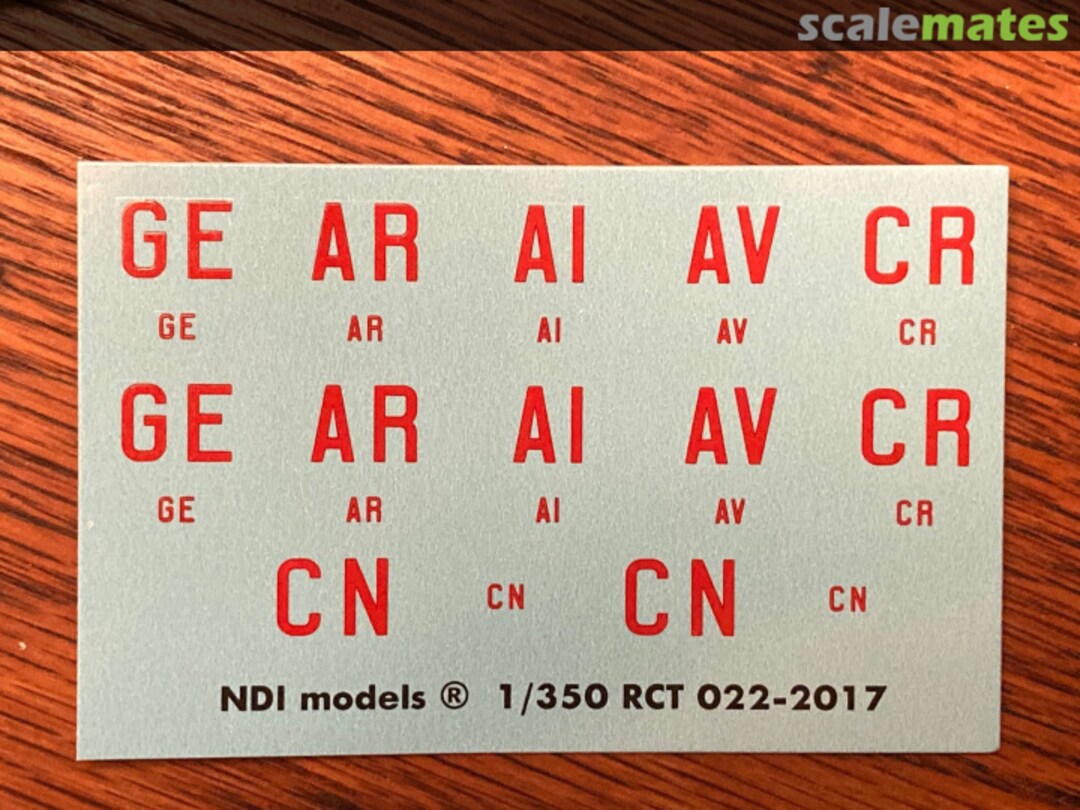 scalemates
GE AR AI AV CR
GE AR AI AV CR
GE AR AI AV CR
GE AR AI AV CR
CN CN CN CN
NDI models ® 1/350 RCT 022-2017